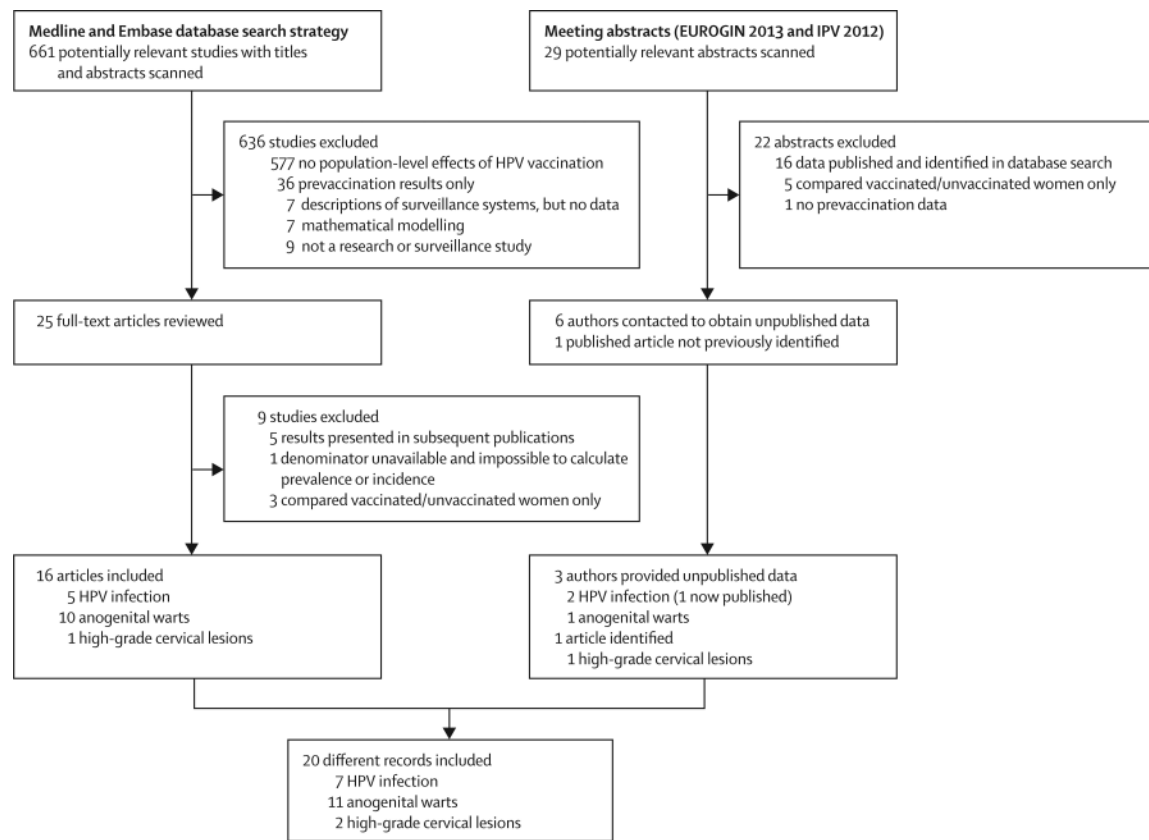 Medline and Embase database search strategy
661 potentially relevant studies with titles
and abstracts scanned
Meeting abstracts (EUROGIN 2013 and IPV 2012)
29 potentially relevant abstracts scanned
636 studies excluded
577 no population-level effects of HPV vaccination
36 prevaccination results only
7 descriptions of surveillance systems, but no data
7 mathematical modelling
9 not a research or surveillance study
22 abstracts excluded
16 data published and identified in database search
5 compared vaccinated/unvaccinated women only
1 no prevaccination data
25 full-text articles reviewed
6 authors contacted to obtain unpublished data
1 published article not previously identified
9 studies excluded
5 results presented in subsequent publications
1 denominator unavailable and impossible to calculate
prevalence or incidence
3 compared vaccinated/unvaccinated women only
16 articles included
5 HPV infection
10 anogenital warts
1 high-grade cervical lesions
3 authors provided unpublished data
2 HPV infection (1 now published)
1 anogenital warts
1 article identified
1 high-grade cervical lesions
20 different records included
7 HPV infection
11 anogenital warts
2 high-grade cervical lesions